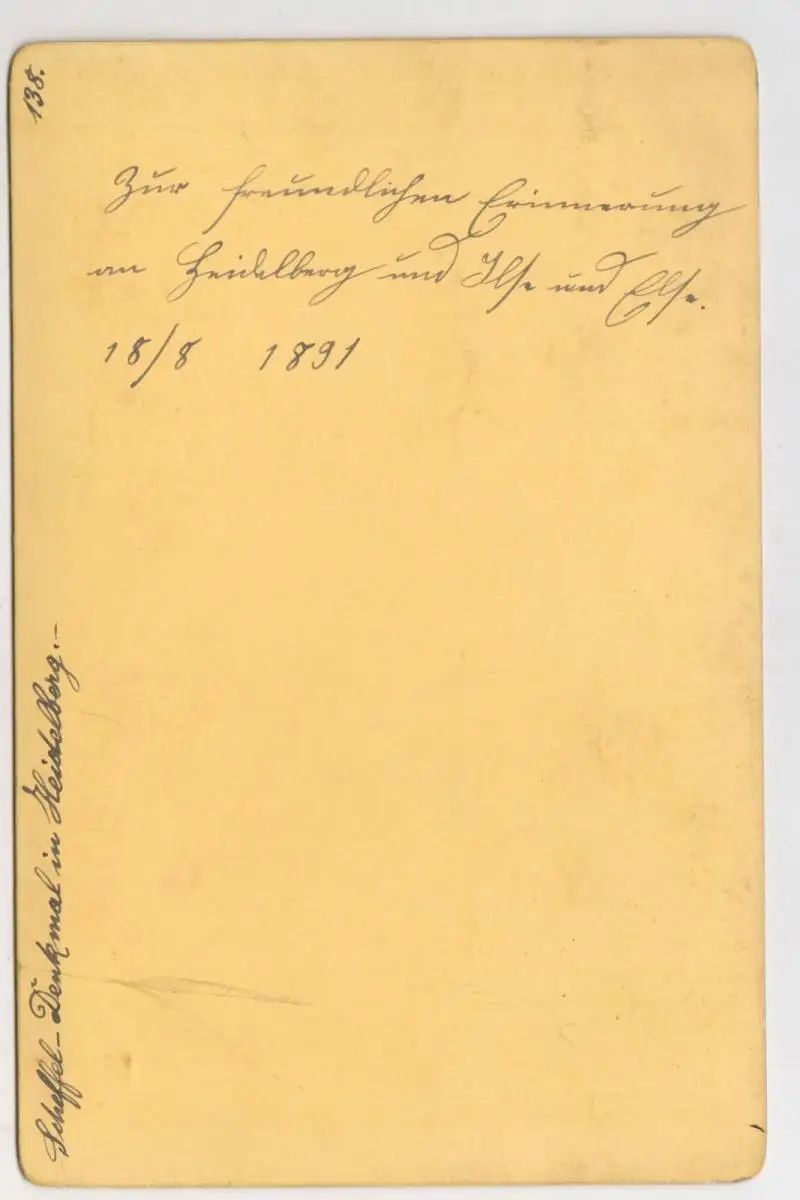 138.
Zur freundlichen Erinnerung
an Heidelberg und Ilse und Else.
18/8 1891
Scheffel-Denkmal in Heidelberg.-